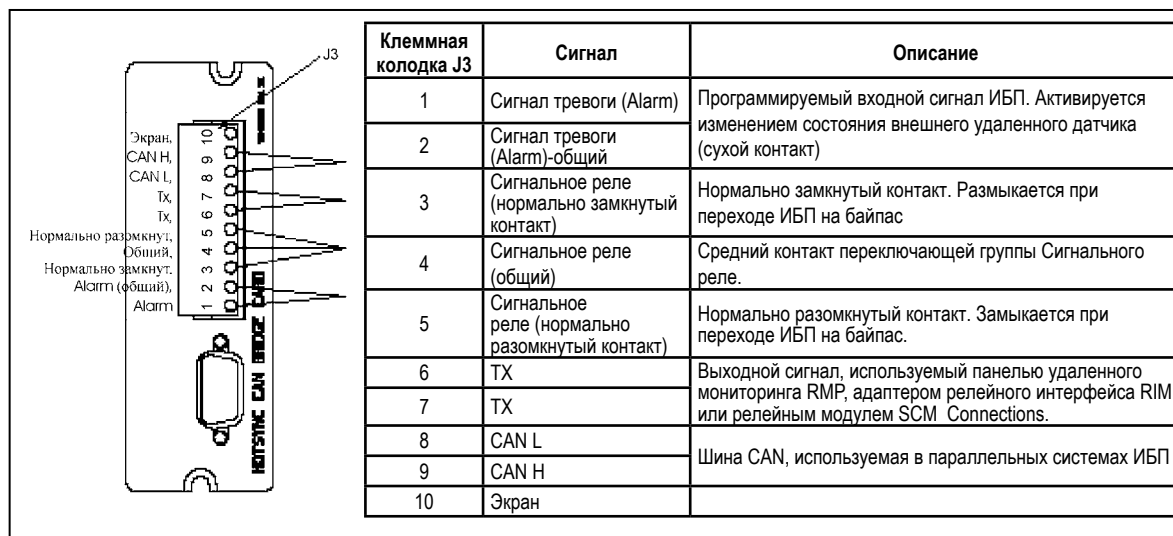 J3
Экран,
CAN H,
CAN L,
Tx,
Tx,
Нормально разомкнут,
Общий,
Нормально замкнут.
Alarm (общий),
Alarm
10
9
8
7
6
5
4
3
2
1
HOTSYNC CAN BRIDGE CARD
Клеммная колодка J3 Сигнал Описание
1 Сигнал тревоги (Alarm) Программируемый входной сигнал ИБП. Активируется
изменением состояния внешнего удаленного датчика
(сухой контакт)
2 Сигнал тревоги
(Alarm)-общий
3 Сигнальное реле
(нормально замкнутый
контакт)
Нормально замкнутый контакт. Размыкается при
переходе ИБП на байпас
4 Сигнальное реле
(общий)
Средний контакт переключающей группы Сигнального
реле.
5 Сигнальное
реле (нормально
разомкнутый контакт)
Нормально разомкнутый контакт. Замыкается при
переходе ИБП на байпас.
6 TX
Выходной сигнал, используемый панелью удаленного
мониторинга RMP, адаптером релейного интерфейса RIM
или релейным модулем SCM Connections.
7 TX
8 CAN L
Шина CAN, используемая в параллельных системах ИБП
9 CAN H
10 Экран